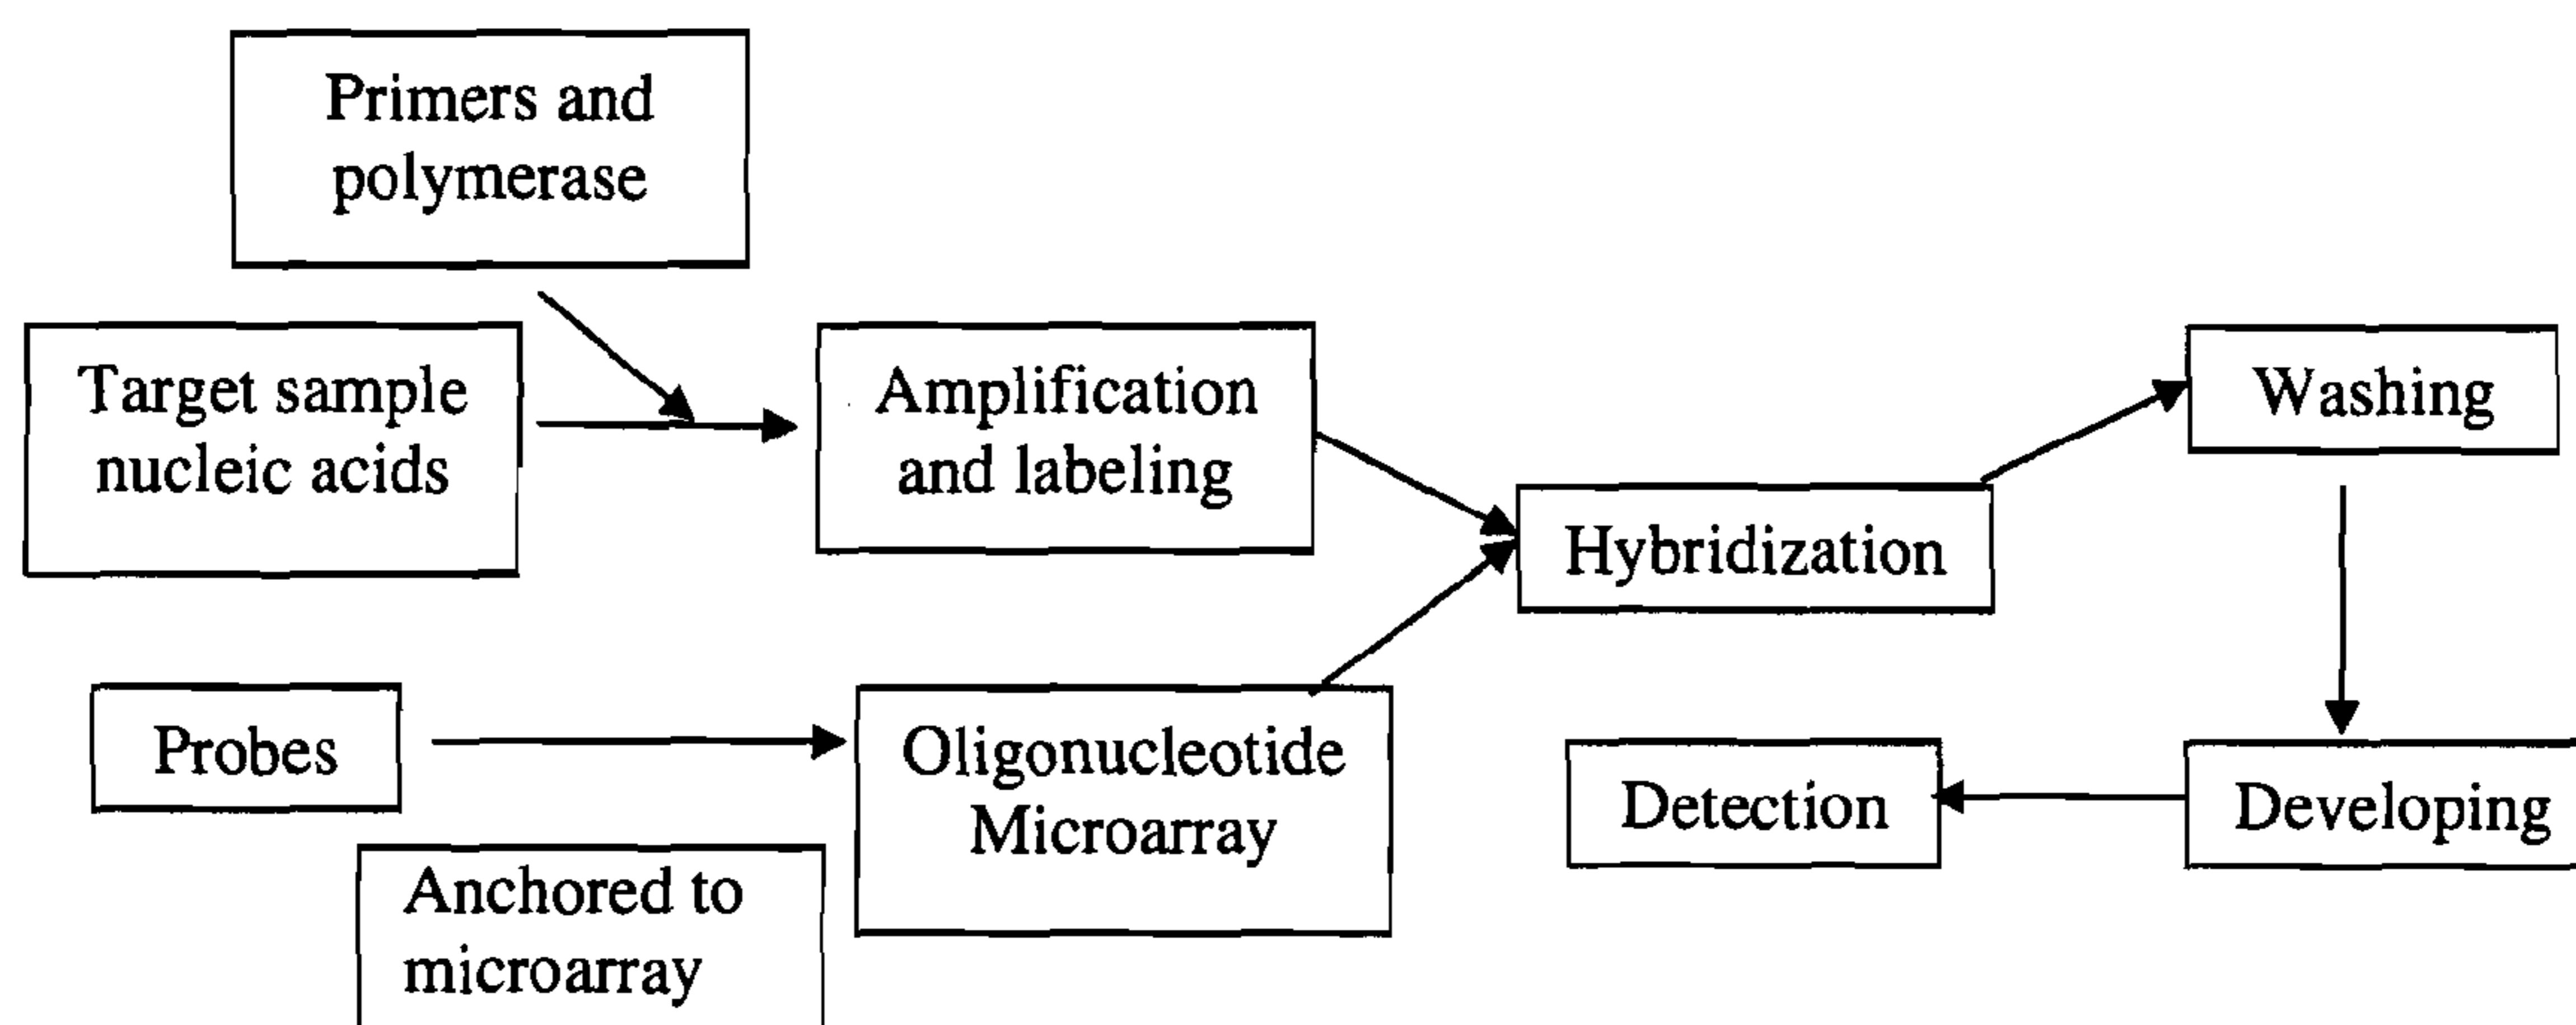 Primers and
polymerase
Target sample
nucleic acids
Amplification
and labeling
Washing
Hybridization
Probes
Oligonucleotide
Microarray
Detection
Developing
Anchored to
microarray